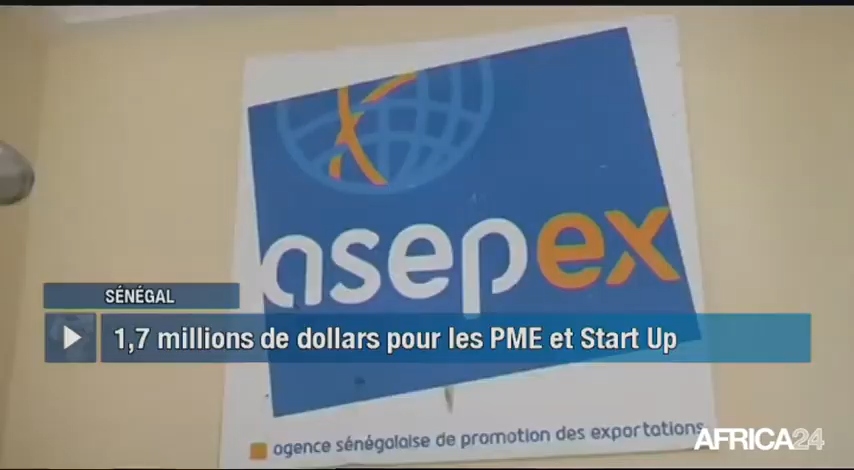 asepex
SÉNÉGAL
1,7 millions de dollars pour les PME et Start Up
agence sénégalaise de promotion des exportations
AFRICA24